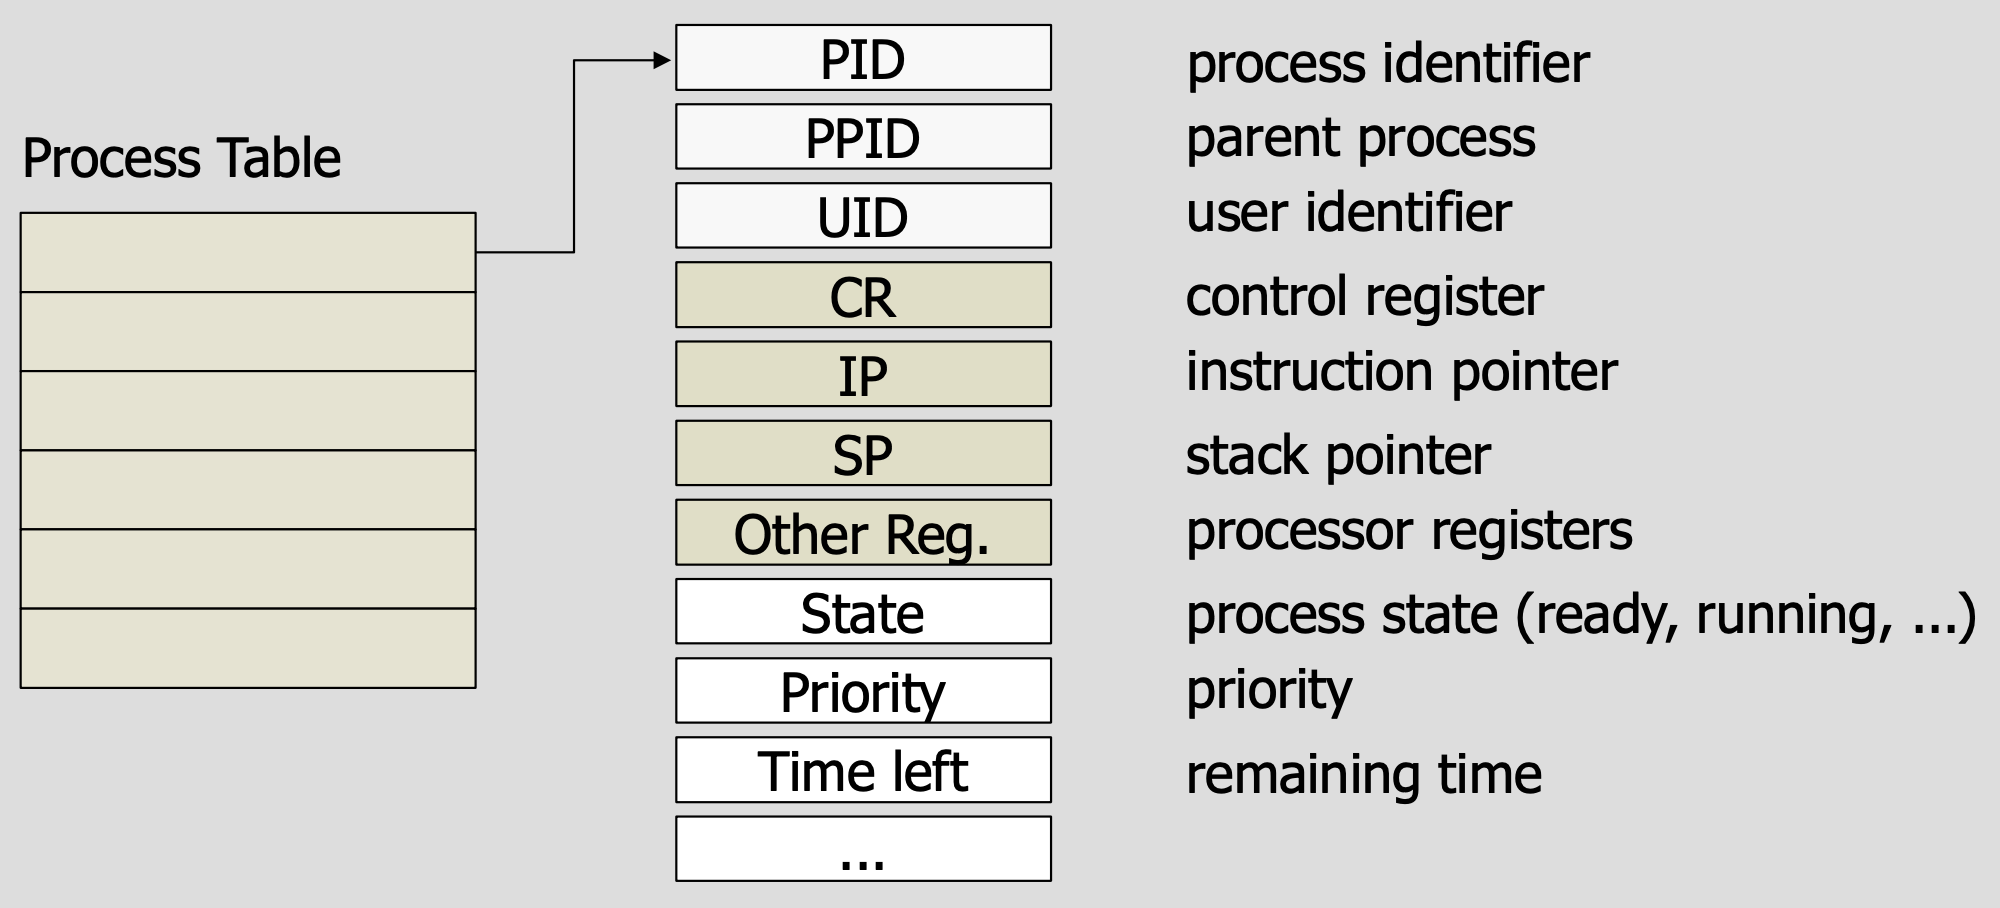 Process Table
PID process identifier
PPID parent process
UID user identifier
CR control register
IP instruction pointer
SP stack pointer
Other Reg. processor registers
State process state (ready, running, ...)
Priority priority
Time left remaining time
...